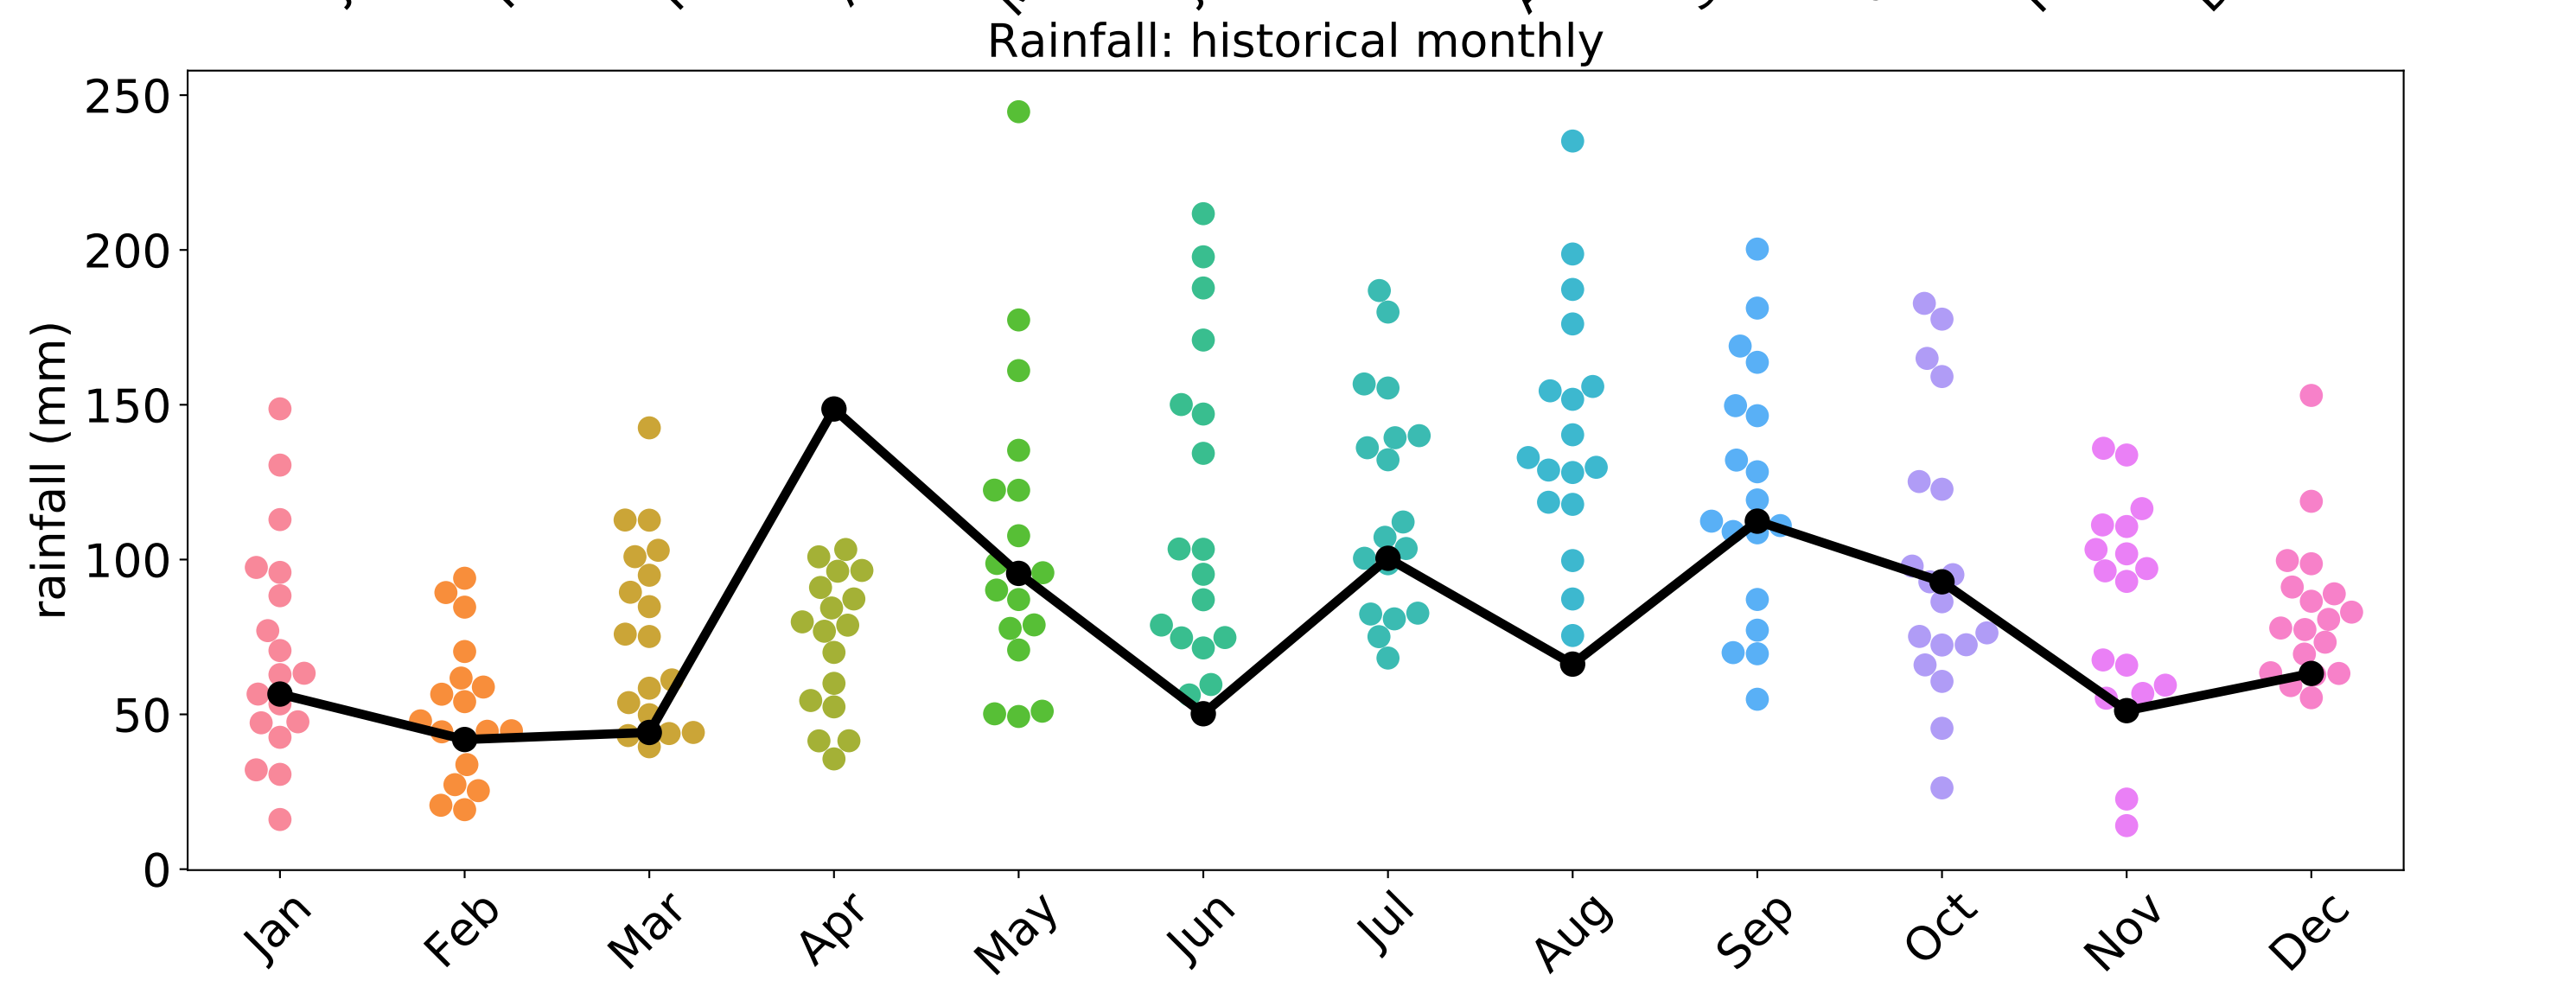 Rainfall: historical monthly
rainfall (mm)
250
200
150
100
50
0
Jan
Feb
Mar
Apr
May
Jun
Jul
Aug
Sep
Oct
Nov
Dec